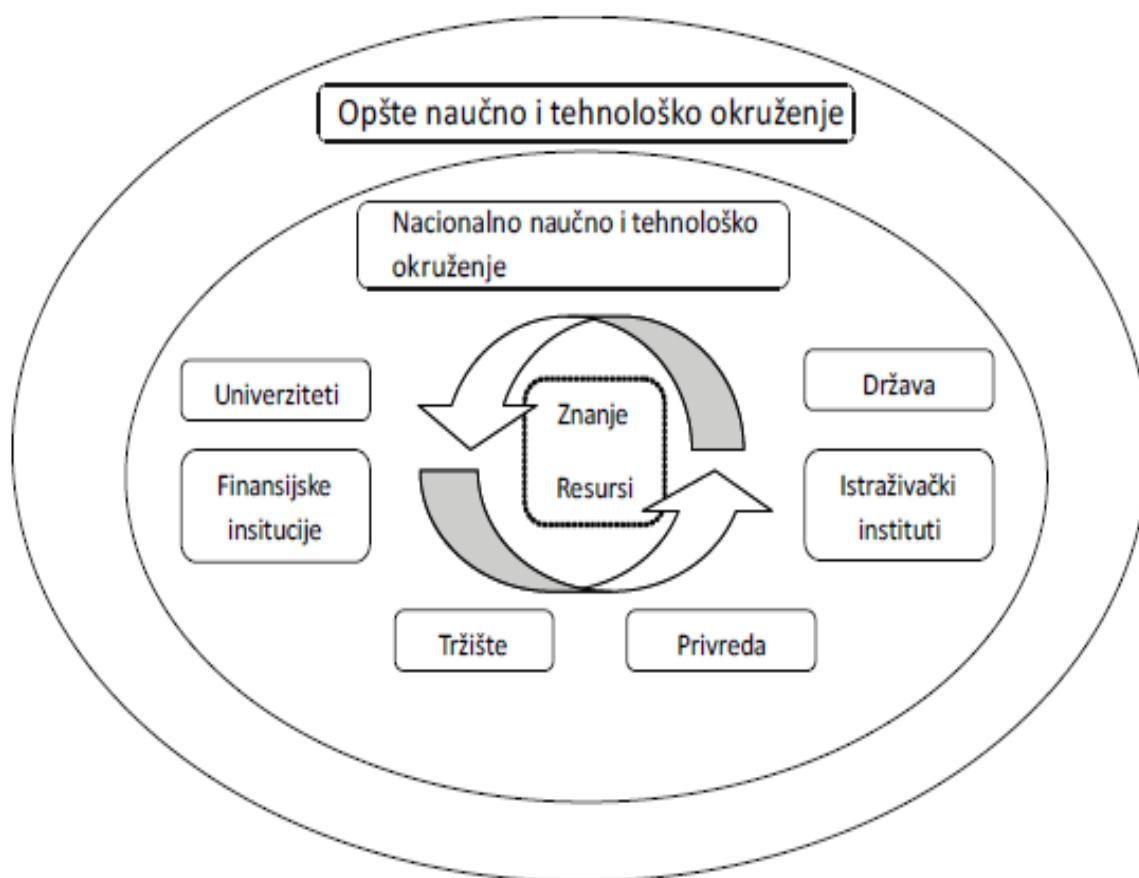 Opšte naučno i tehnološko okruženje
Nacionalno naučno i tehnološko
okruženje
Univerziteti
Država
Znanje
Resursi
Finansijske
insitucije
Istraživački
instituti
Tržište
Privreda